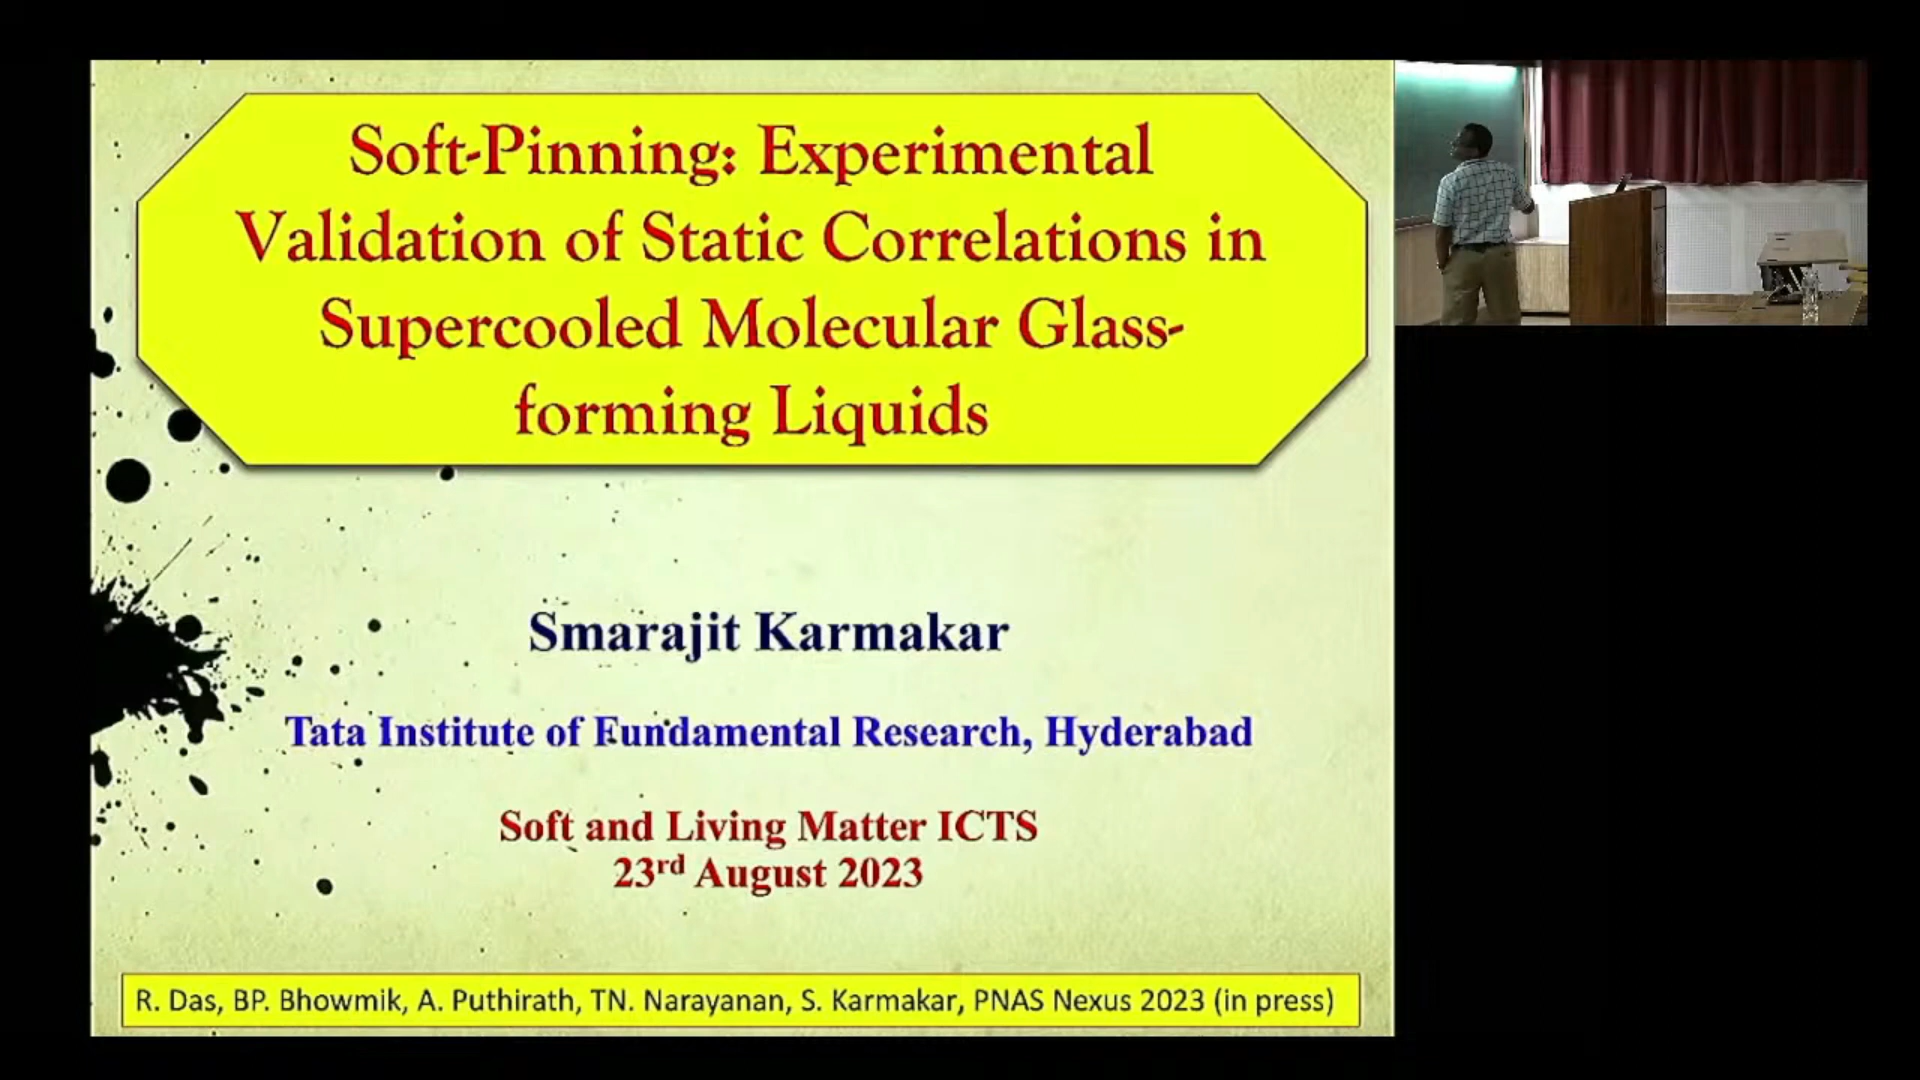 Soft-Pinning: Experimental
Validation of Static Correlations in
Supercooled Molecular Glass-
forming Liquids
Smarajit Karmakar
Tata Institute of Fundamental Research, Hyderabad
Soft and Living Matter ICTS
23rd August 2023
R. Das, BP. Bhowmik, A. Puthirath, TN. Narayanan, S. Karmakar, PNAS Nexus 2023 (in press)